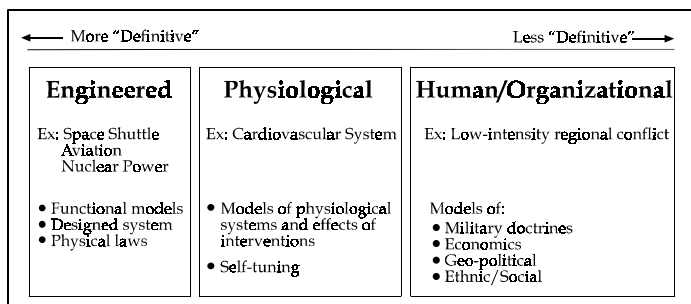 More "Definitive"
Less "Definitive"
Engineered
Ex: Space Shuttle
Aviation
Nuclear Power
• Functional models
• Designed system
• Physical laws
Physiological
Ex: Cardiovascular System
• Models of physiological
systems and effects of
interventions
• Self-tuning
Human/Organizational
Ex: Low-intensity regional conflict
Models of:
• Military doctrines
• Economics
• Geo-political
• Ethnic/Social